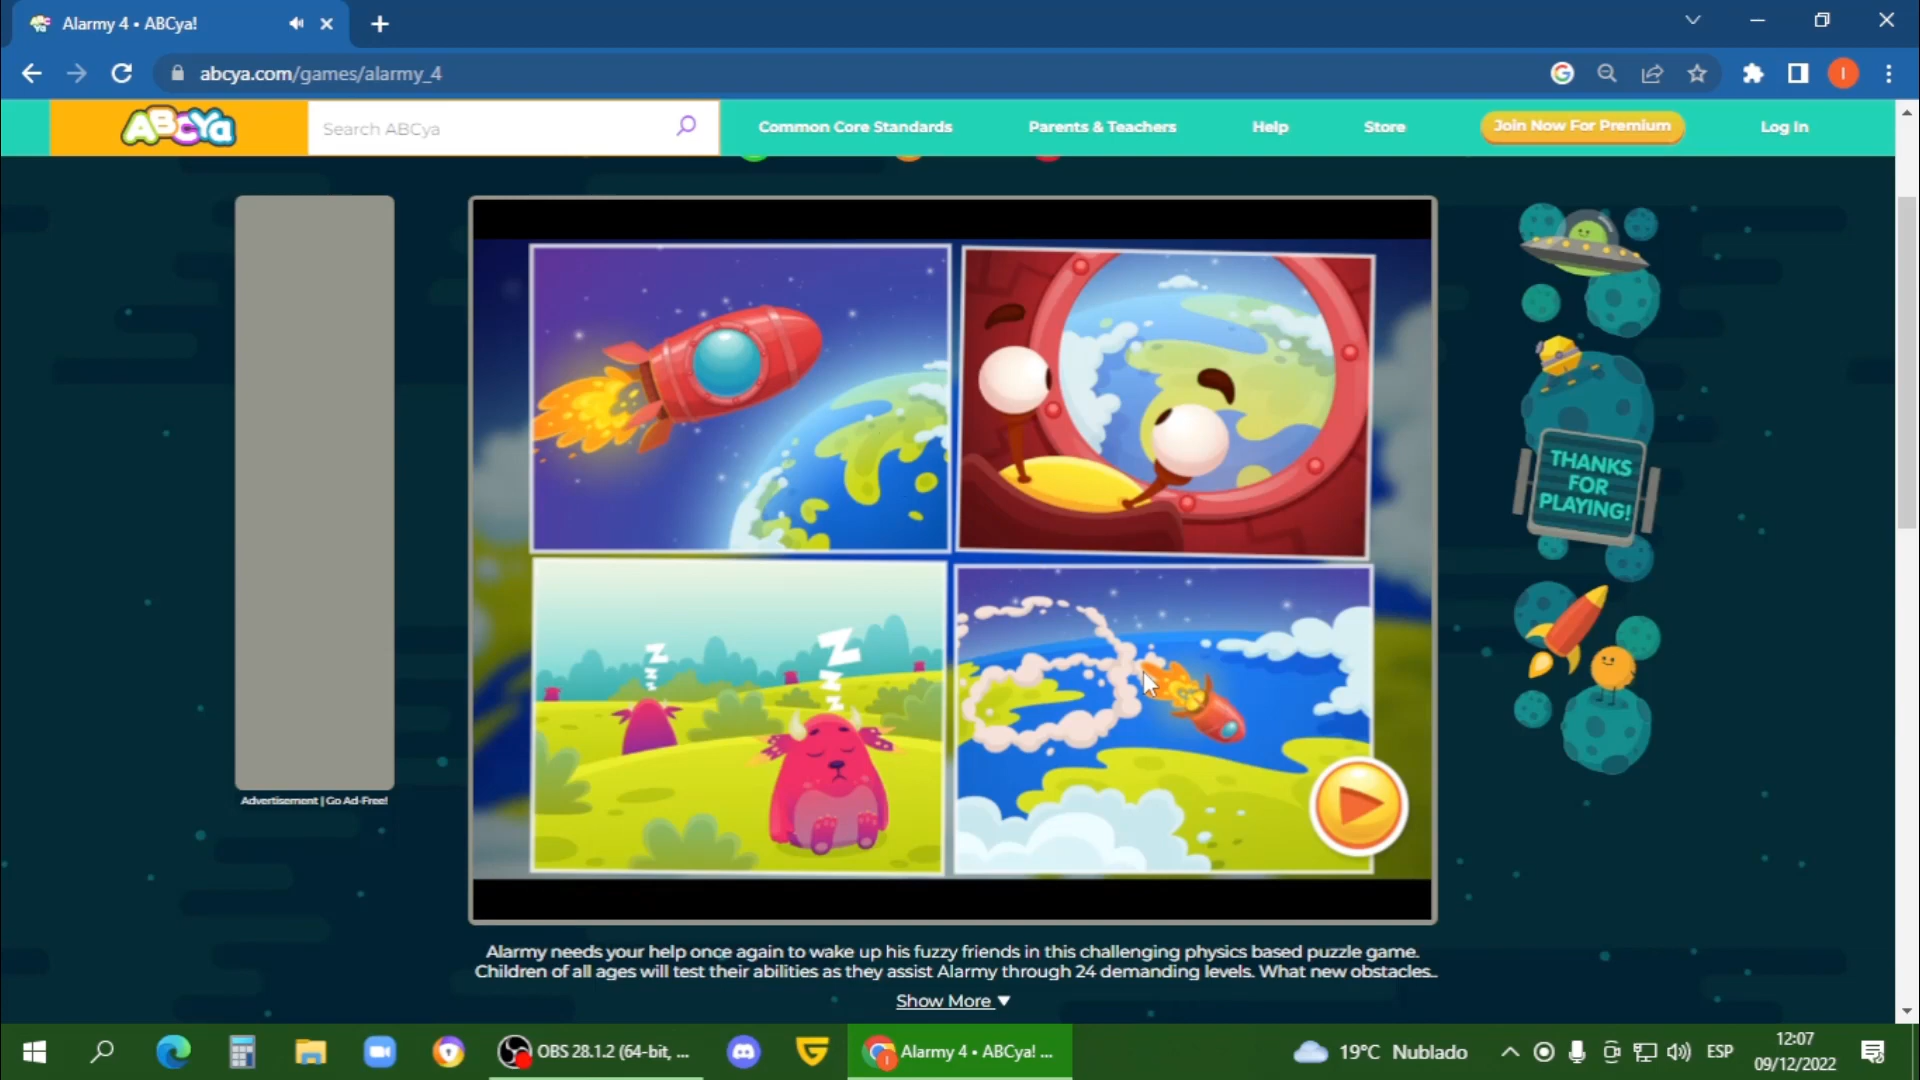 Alarmy 4 • ABCya!
abcya.com/games/alarmy_4
I
ABCYa
Search ABCya
Common Core Standards
Parents & Teachers
Help
Store
Join Now For Premium
Log In
Z
Z
Z
Z
Z
Z
THANKS
FOR
PLAYING!
Advertisement | Go Ad-Free!
Alarmy needs your help once again to wake up his fuzzy friends in this challenging physics based puzzle game.
Children of all ages will test their abilities as they assist Alarmy through 24 demanding levels. What new obstacles..
Show More ▼
OBS 28.1.2 (64-bit, ...
Alarmy 4 • ABCya! ...
19°C Nublado
ESP
12:07
09/12/2022